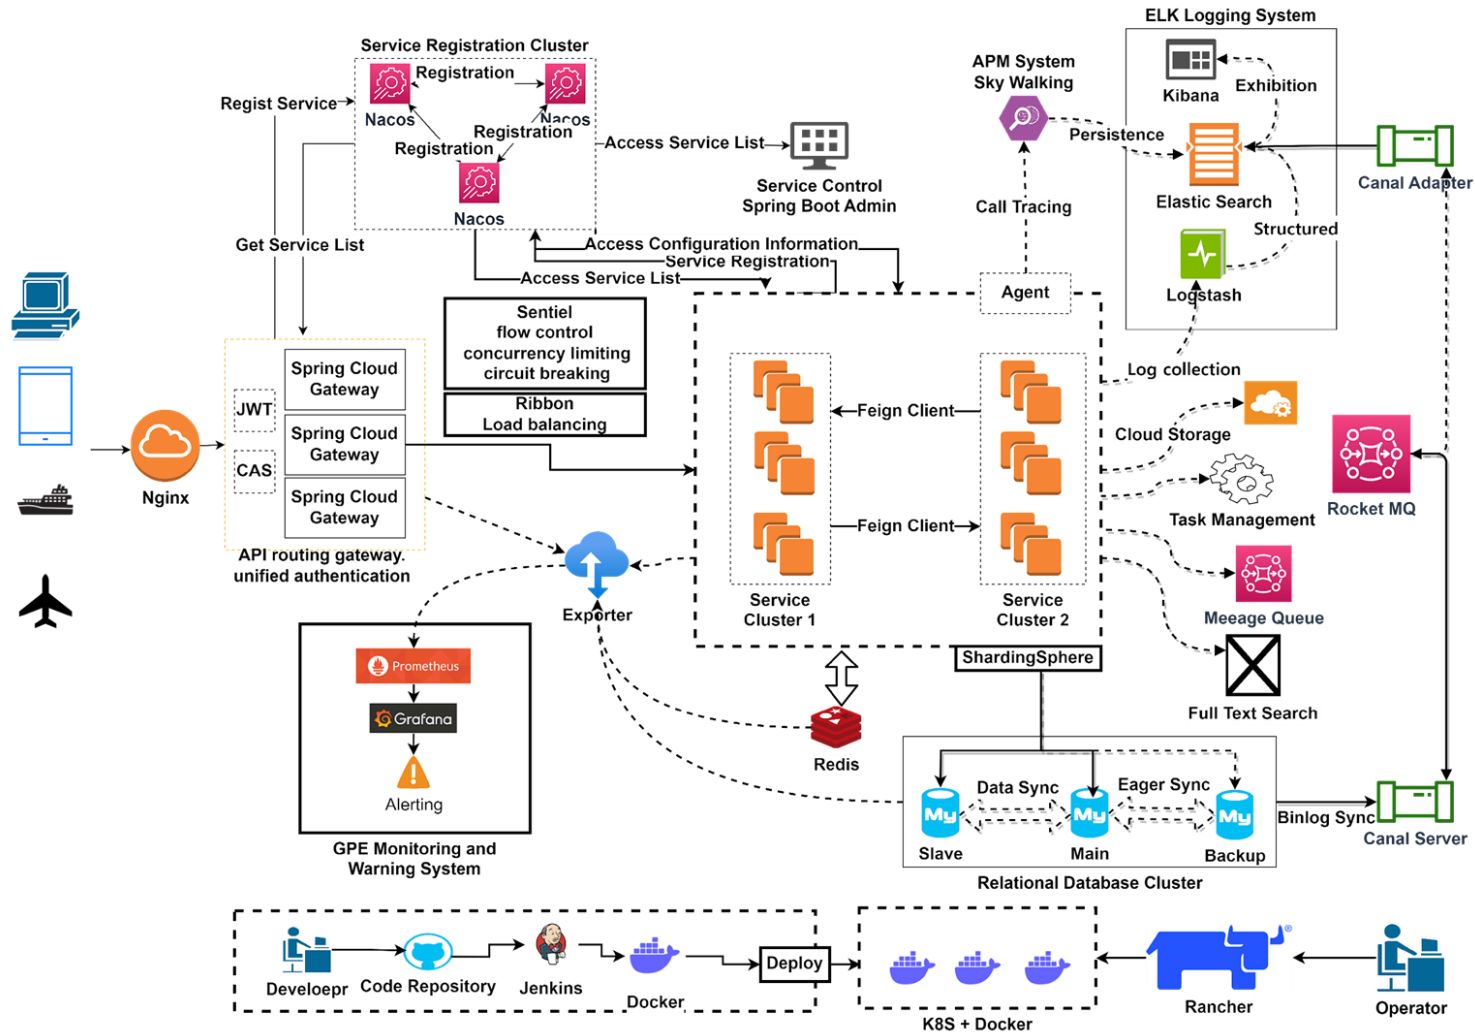 ELK Logging System
Service Registration Cluster
Registration
Nacos
Nacos
Registration
Registration
Nacos
Regist Service
Access Service List
Service Control
Spring Boot Admin
APM System
Sky Walking
Persistence
Call Tracing
Kibana
Exhibition
Elastic Search
Structured
Logstash
Canal Adapter
Get Service List
Access Configuration Information
Service Registration
Access Service List
Agent
Sentiel
flow control
concurrency limiting
circuit breaking
Ribbon
Load balancing
Spring Cloud
Gateway
JWT
Spring Cloud
Gateway
CAS
Spring Cloud
Gateway
Nginx
API routing gateway.
unified authentication
Feign Client
Feign Client
Service
Cluster 1
Service
Cluster 2
Log collection
Cloud Storage
Task Management
Rocket MQ
Meeage Queue
Full Text Search
Exporter
Prometheus
Grafana
Alerting
GPE Monitoring and
Warning System
ShardingSphere
Redis
Data Sync
Eager Sync
My
My
My
Slave
Main
Backup
Relational Database Cluster
Binlog Sync
Canal Server
Develoepr
Code Repository
Jenkins
Docker
Deploy
K8S + Docker
®
Rancher
Operator